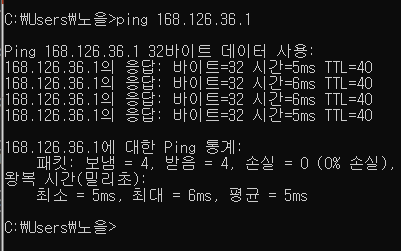 C:\Users\노을>ping 168.126.36.1
Ping 168.126.36.1 32바이트 데이터 사용:
168.126.36.1의 응답: 바이트=32 시간=5ms TTL=40
168.126.36.1의 응답: 바이트=32 시간=6ms TTL=40
168.126.36.1의 응답: 바이트=32 시간=6ms TTL=40
168.126.36.1의 응답: 바이트=32 시간=5ms TTL=40
168.126.36.1에 대한 Ping 통계:
패킷: 보냄 = 4, 받음 = 4, 손실 = 0 (0% 손실),
왕복 시간(밀리초):
최소 = 5ms, 최대 = 6ms, 평균 = 5ms
C:\Users\노을>